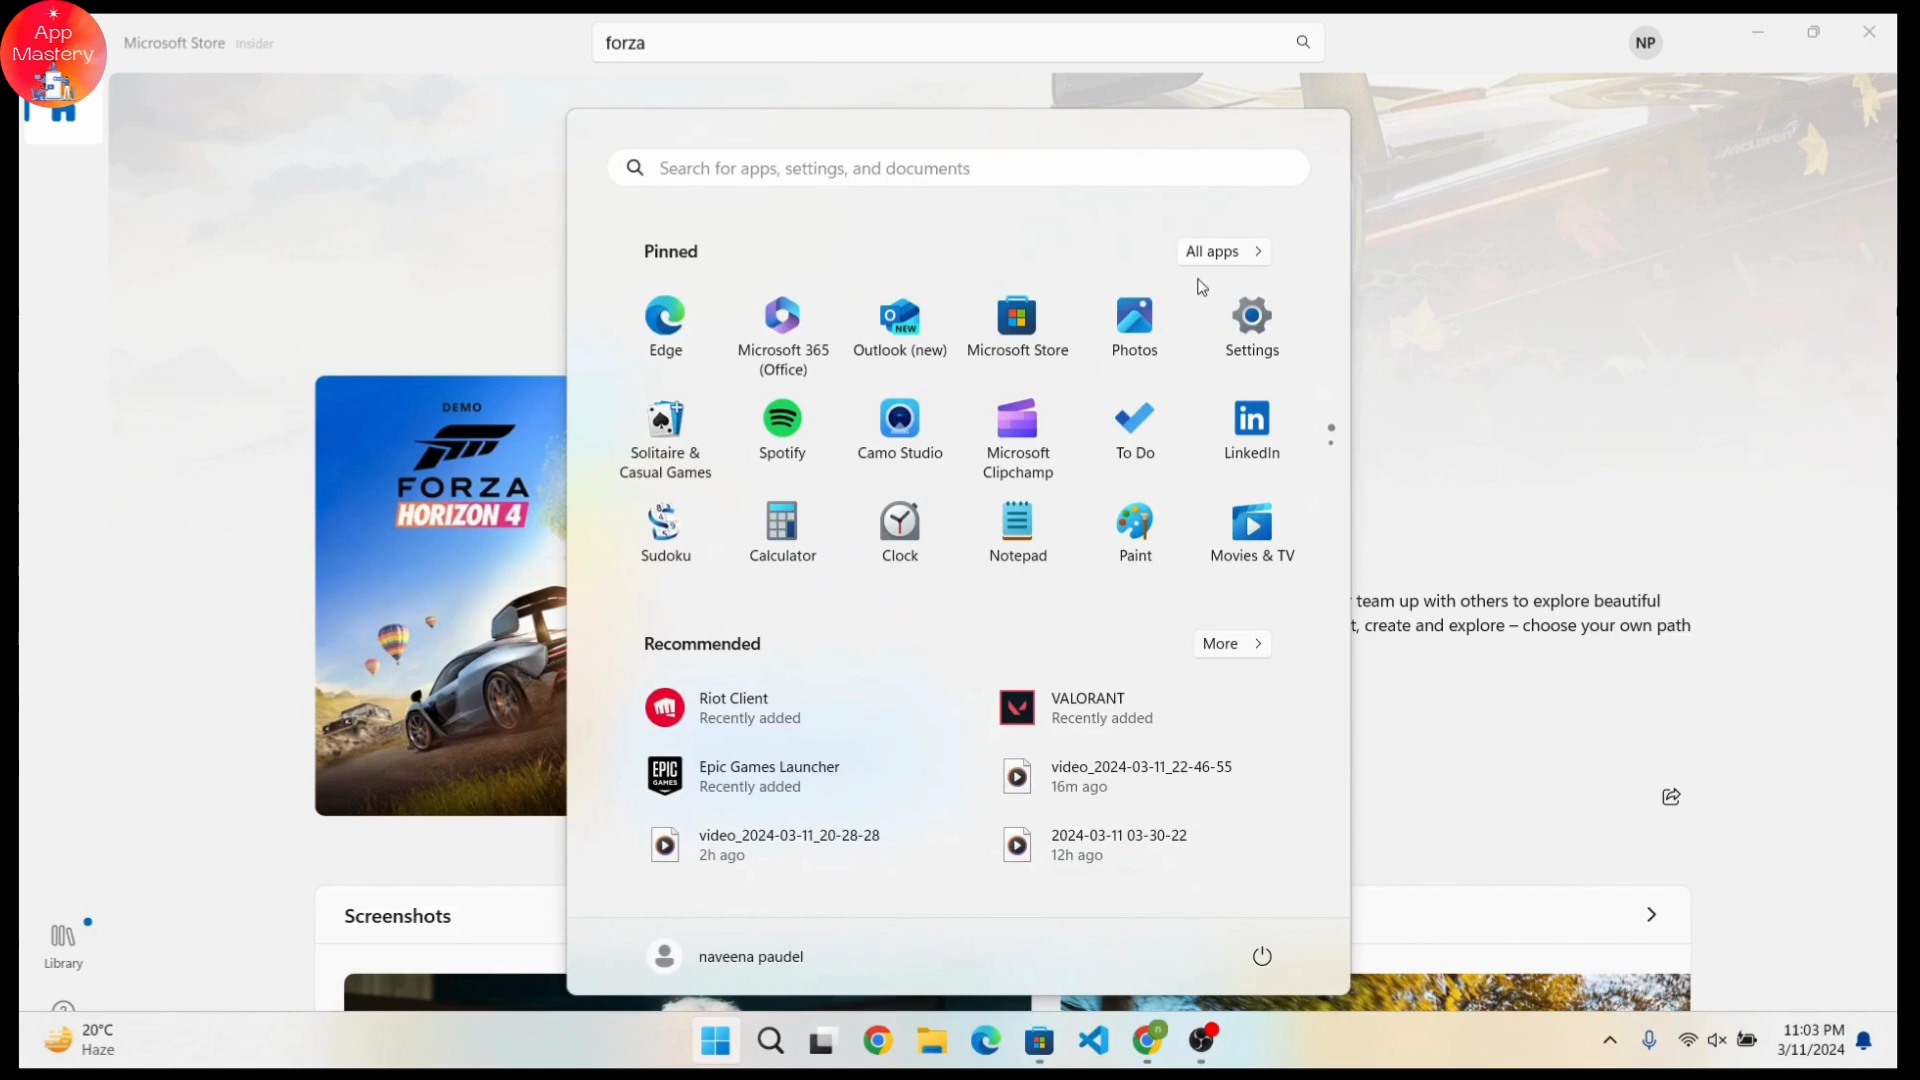 App
Mastery
Microsoft Store Insider
forza
NP
Search for apps, settings, and documents
Pinned
All apps
Edge
Microsoft 365
(Office)
Outlook (new)
Microsoft Store
Photos
Settings
Solitaire &
Casual Games
Spotify
Camo Studio
Microsoft
Clipchamp
To Do
LinkedIn
Sudoku
Calculator
Clock
Notepad
Paint
Movies & TV
DEMO
FORZA
HORIZON 4
team up with others to explore beautiful
t, create and explore – choose your own path
Recommended
More
Riot Client
Recently added
VALORANT
Recently added
EPIC
GAMES
Epic Games Launcher
Recently added
video_2024-03-11_22-46-55
16m ago
video_2024-03-11_20-28-28
2h ago
2024-03-11 03-30-22
12h ago
Screenshots
Library
naveena paudel
20°C
Haze
11:03 PM
3/11/2024